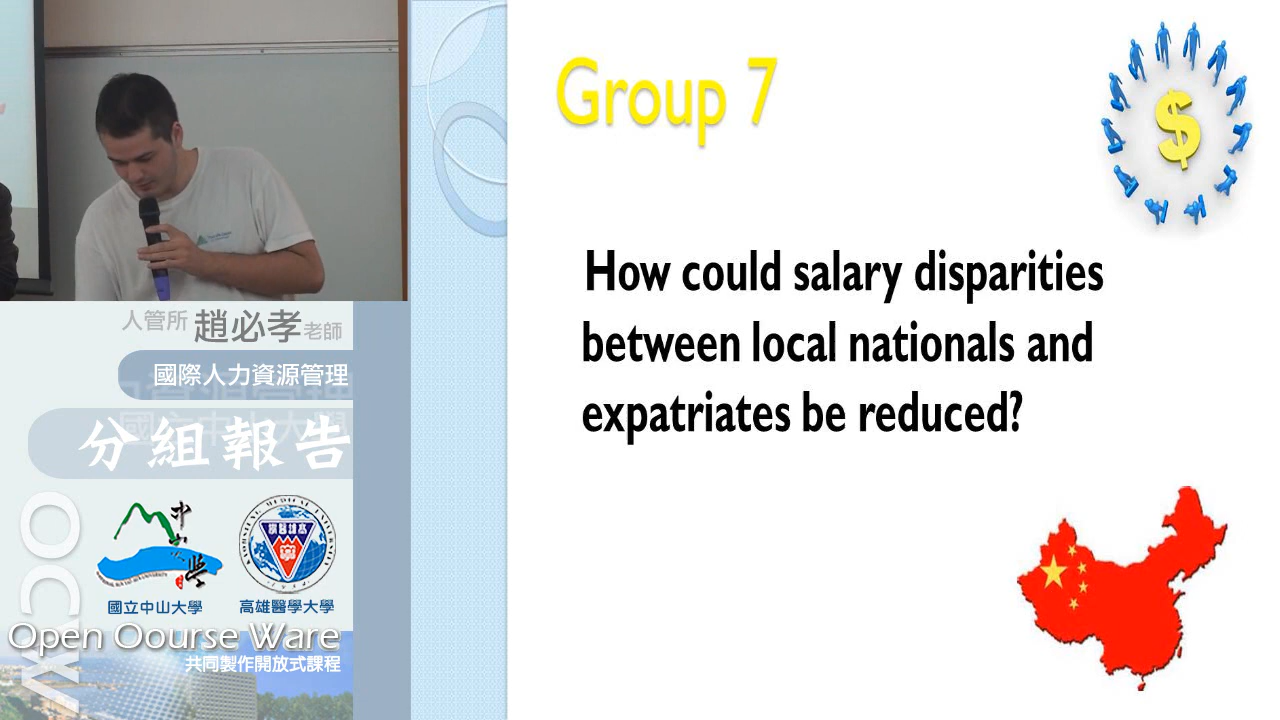 Group 7
How could salary disparities
between local nationals and
expatriates be reduced?
人管所 趙必孝老師
國際人力資源管理
分組報告
OCW
國立中山大學
高雄醫學大學
Open Oourse Ware
共同製作開放式課程